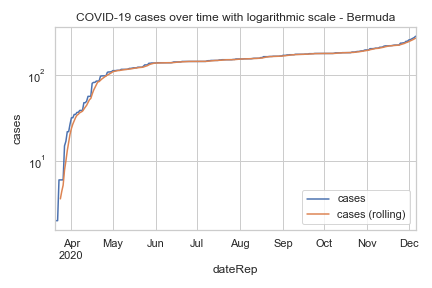 COVID-19 cases over time with logarithmic scale - Bermuda
cases
10²
10¹
Apr May Jun Jul Aug Sep Oct Nov Dec
2020
dateRep
cases
cases (rolling)